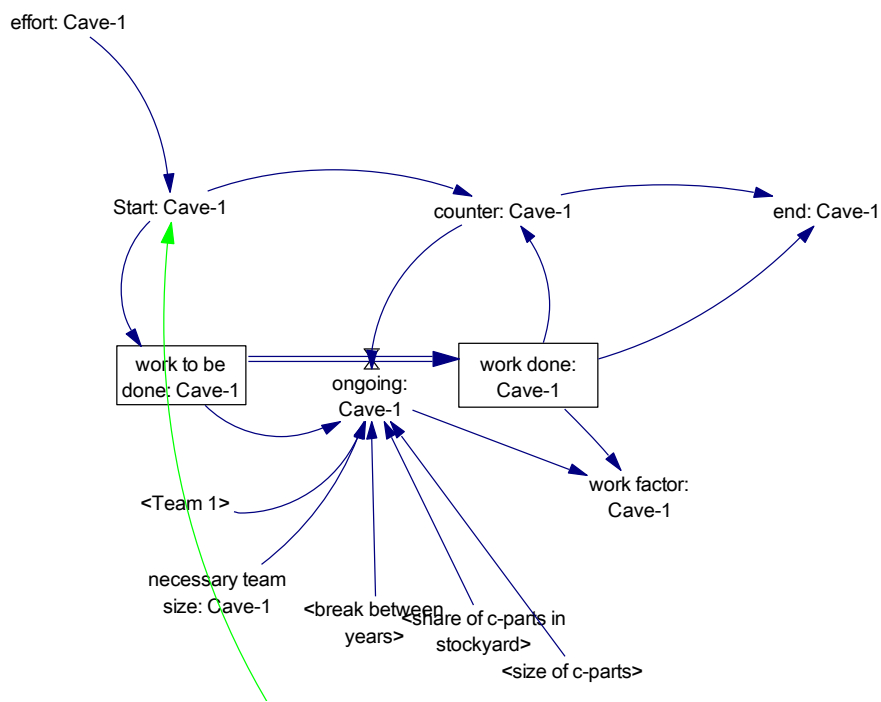 effort: Cave-1
Start: Cave-1
counter: Cave-1
end: Cave-1
work to be
done: Cave-1
ongoing:
Cave-1
work done:
Cave-1
work factor:
Cave-1
<Team 1>
necessary team
size: Cave-1
<break between
years>
<share of c-parts in
stockyard>
<size of c-parts>